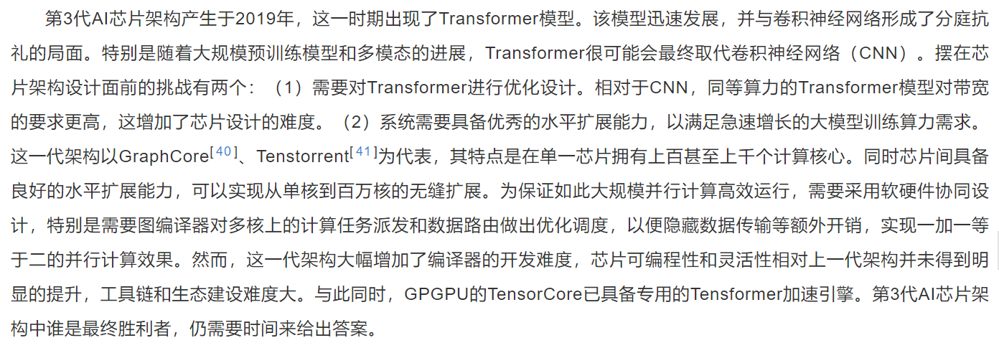 第3代AI芯片架构产生于2019年，这一时期出现了Transformer模型。该模型迅速发展，并与卷积神经网络形成了分庭抗
礼的局面。特别是随着大规模预训练模型和多模态的进展，Transformer很可能会最终取代卷积神经网络（CNN）。摆在芯
片架构设计面前的挑战有两个：（1）需要对Transformer进行优化设计。相对于CNN，同等算力的Transformer模型对带宽
的要求更高，这增加了芯片设计的难度。（2）系统需要具备优秀的水平扩展能力，以满足急速增长的大模型训练算力需求。
这一代架构以GraphCore[40]、Tenstorrent[41]为代表，其特点是在单一芯片拥有上百甚至上千个计算核心。同时芯片间具备
良好的水平扩展能力，可以实现从单核到百万核的无缝扩展。为保证如此大规模并行计算高效运行，需要采用软硬件协同设
计，特别是需要图编译器对多核上的计算任务派发和数据路由做出优化调度，以便隐藏数据传输等额外开销，实现一加一等
于二的并行计算效果。然而，这一代架构大幅增加了编译器的开发难度，芯片可编程性和灵活性相对上一代架构并未得到明
显的提升，工具链和生态建设难度大。与此同时，GPGPU的TensorCore已具备专用的Tensformer加速引擎。第3代AI芯片架
构中谁是最终胜利者，仍需要时间来给出答案。